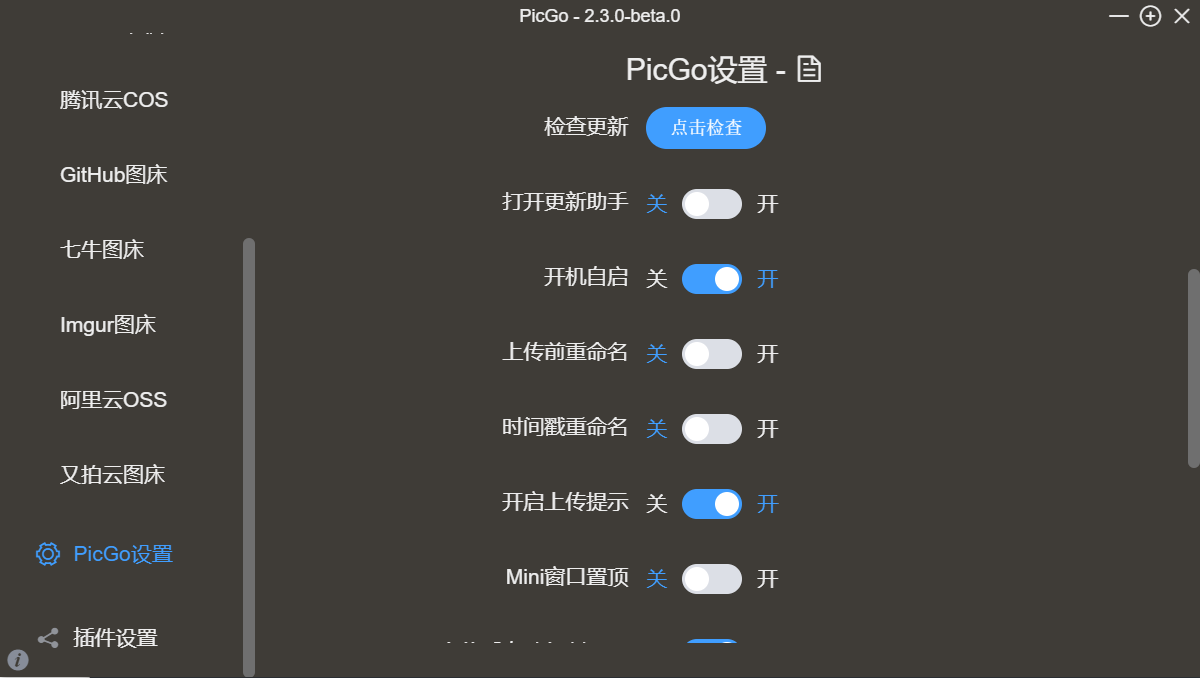 PicGo - 2.3.0-beta.0
腾讯云COS
GitHub图床
七牛图床
Imgur图床
阿里云OSS
又拍云图床
PicGo设置
插件设置
PicGo设置 -
检查更新 点击检查
打开更新助手 关 开
开机自启 关 开
上传前重命名 关 开
时间戳重命名 关 开
开启上传提示 关 开
Mini窗口置顶 关 开